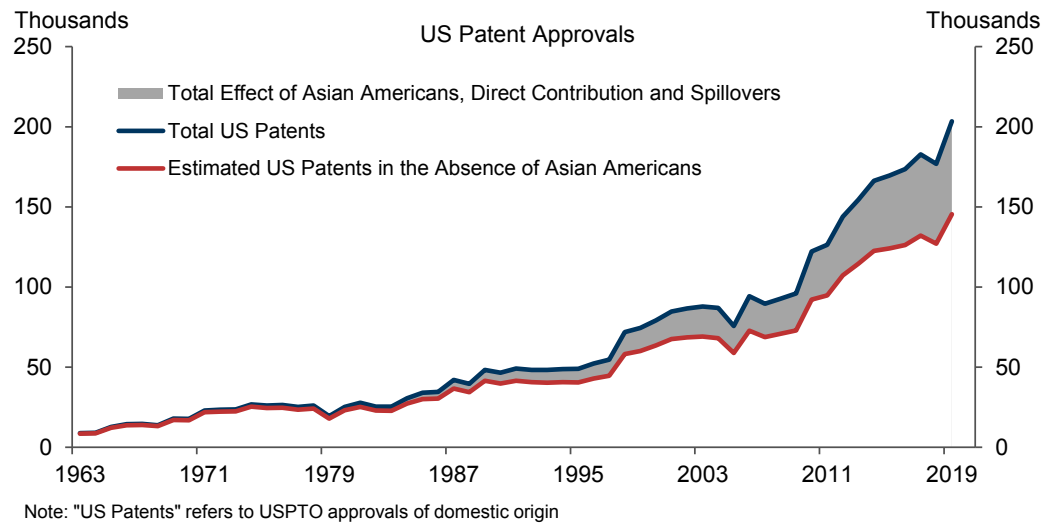 Thousands
Thousands
US Patent Approvals
250
250
Total Effect of Asian Americans, Direct Contribution and Spillovers
200
Total US Patents
200
Estimated US Patents in the Absence of Asian Americans
150
150
100
100
50
50
0
0
1963
1971
1979
1987
1995
2003
2011
2019
Note: "US Patents" refers to USPTO approvals of domestic origin